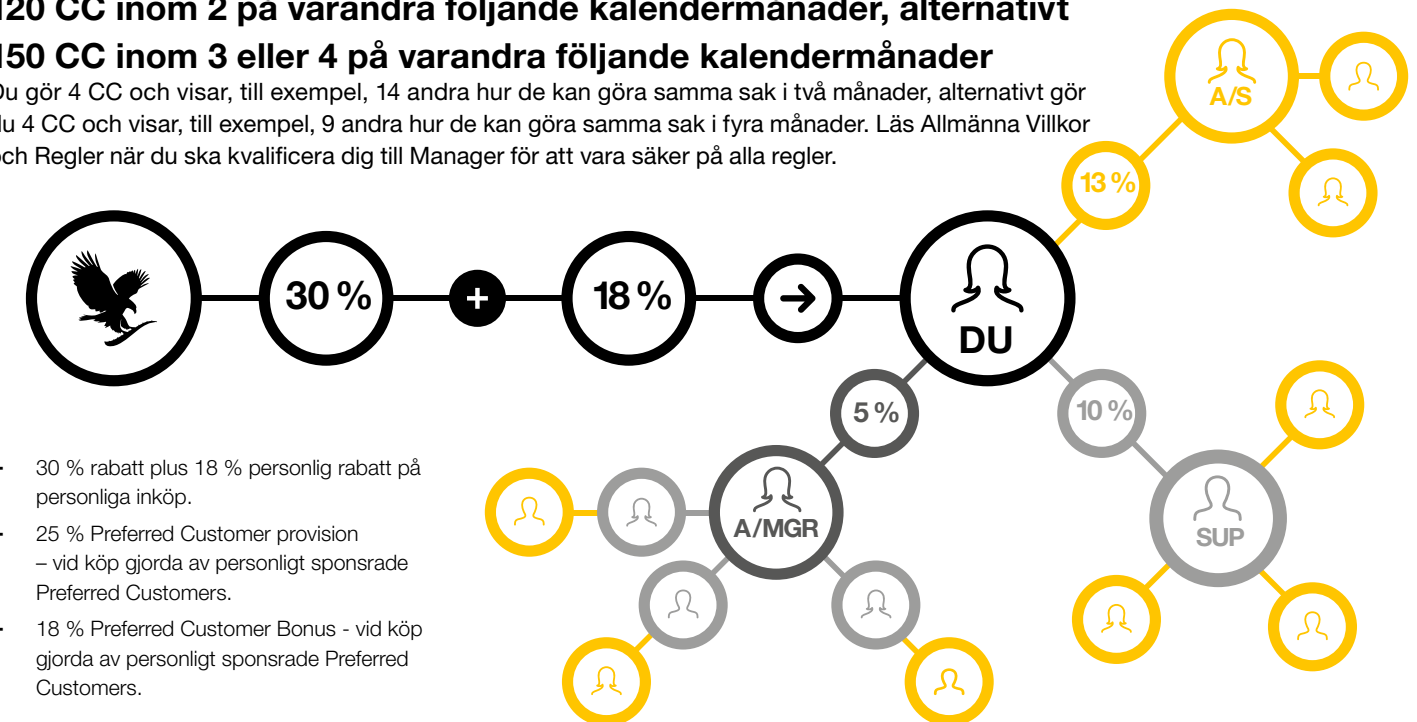 120 CC inom 2 på varandra följande kalendermånader, alternativt
150 CC inom 3 eller 4 på varandra följande kalendermånader
Du gör 4 CC och visar, till exempel, 14 andra hur de kan göra samma sak i två månader, alternativt gör
du 4 CC och visar, till exempel, 9 andra hur de kan göra samma sak i fyra månader. Läs Allmänna Villkor
och Regler när du ska kvalificera dig till Manager för att vara säker på alla regler.
A/S
13 %
30 %
+
18 %
DU
5 %
10 %
A/MGR
SUP
- 30 % rabatt plus 18 % personlig rabatt på
personliga inköp.
- 25 % Preferred Customer provision
– vid köp gjorda av personligt sponsrade
Preferred Customers.
- 18 % Preferred Customer Bonus - vid köp
gjorda av personligt sponsrade Preferred
Customers.